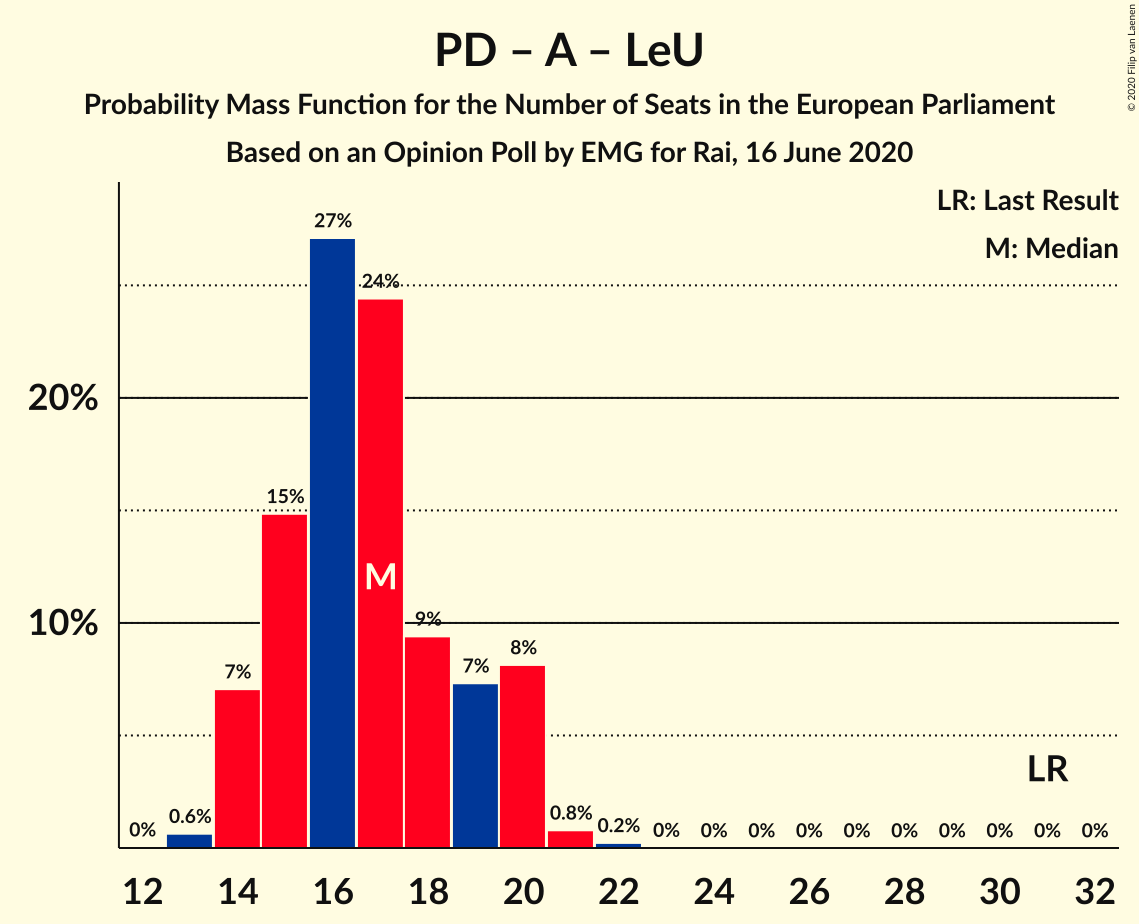 PD – A – LeU
Probability Mass Function for the Number of Seats in the European Parliament
Based on an Opinion Poll by EMG for Rai, 16 June 2020
© 2020 Filip van Laenen
LR: Last Result
M: Median
20%
10%
0%
0.6%
7%
15%
27%
24%
9%
7%
8%
0.8%
0.2%
0%
0%
0%
0%
0%
0%
0%
0%
0%
0%
M
LR
12 14 16 18 20 22 24 26 28 30 32